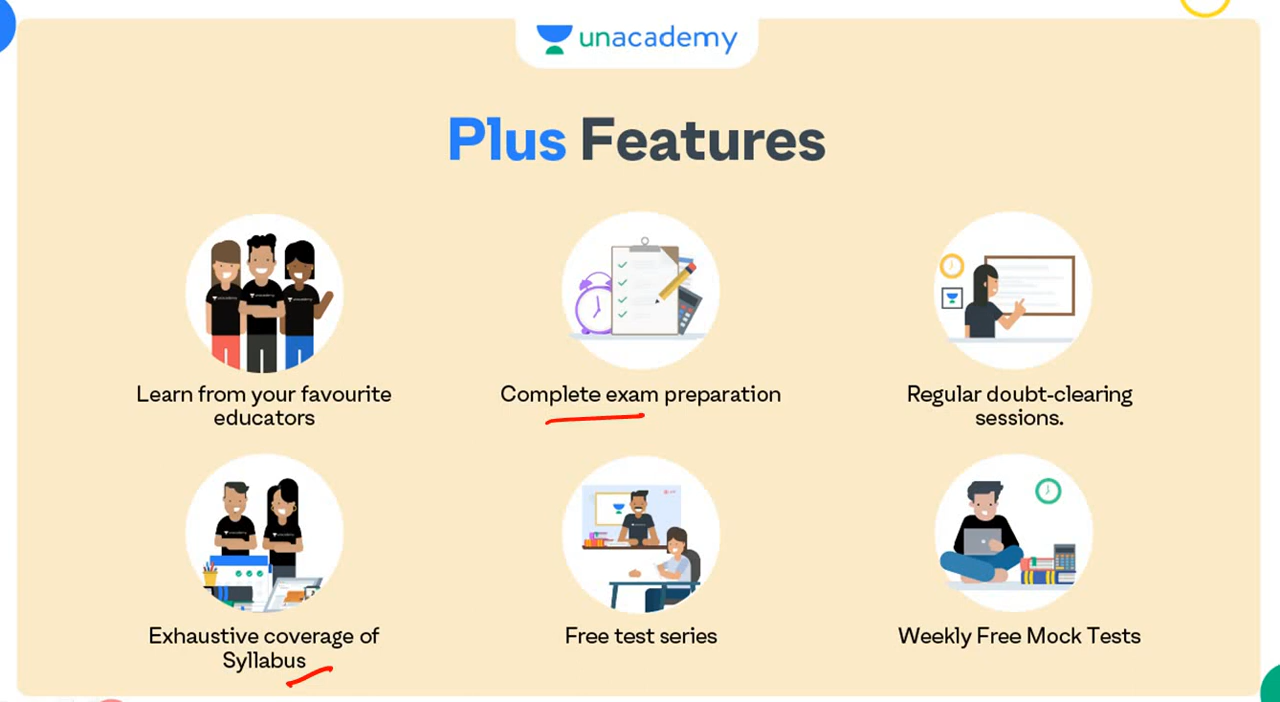 unacademy
Plus Features
Learn from your favourite
educators
Complete exam preparation
Regular doubt-clearing
sessions.
Exhaustive coverage of
Syllabus
Free test series
Weekly Free Mock Tests